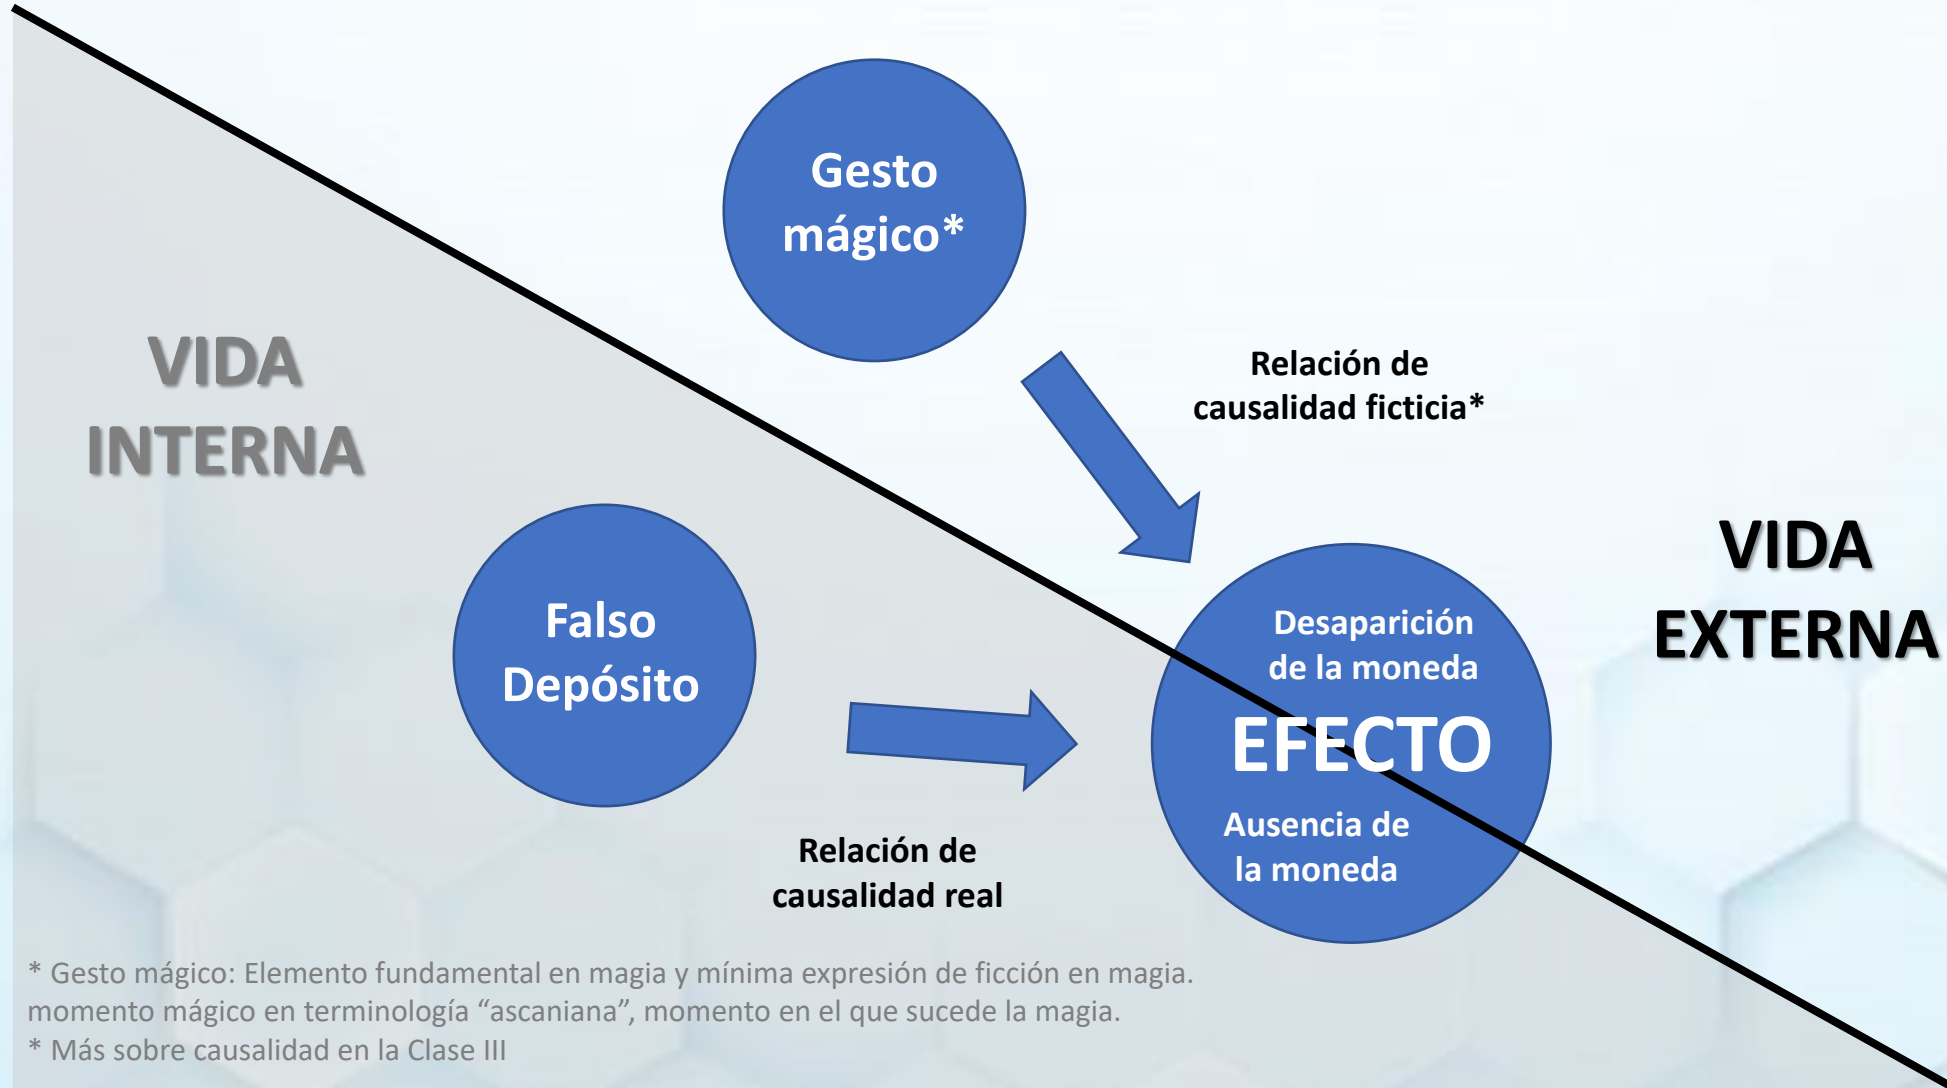 Gesto
mágico*
VIDA
INTERNA
Relación de
causalidad ficticia*
VIDA
EXTERNA
Falso
Depósito
Desaparición
de la moneda
EFECTO
Ausencia de
la moneda
Relación de
causalidad real
* Gesto mágico: Elemento fundamental en magia y mínima expresión de ficción en magia.
momento mágico en terminología “ascaniana”, momento en el que sucede la magia.
* Más sobre causalidad en la Clase III